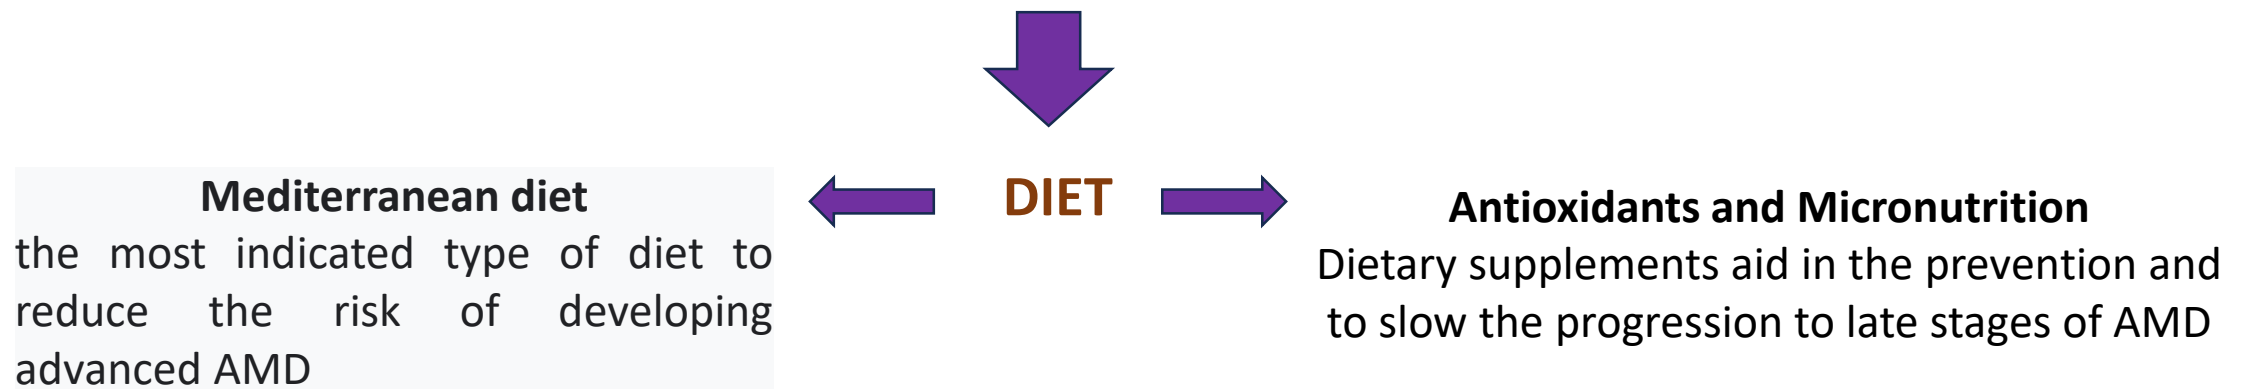 Mediterranean diet
the most indicated type of diet to
reduce the risk of developing
advanced AMD
DIET
Antioxidants and Micronutrition
Dietary supplements aid in the prevention and
to slow the progression to late stages of AMD